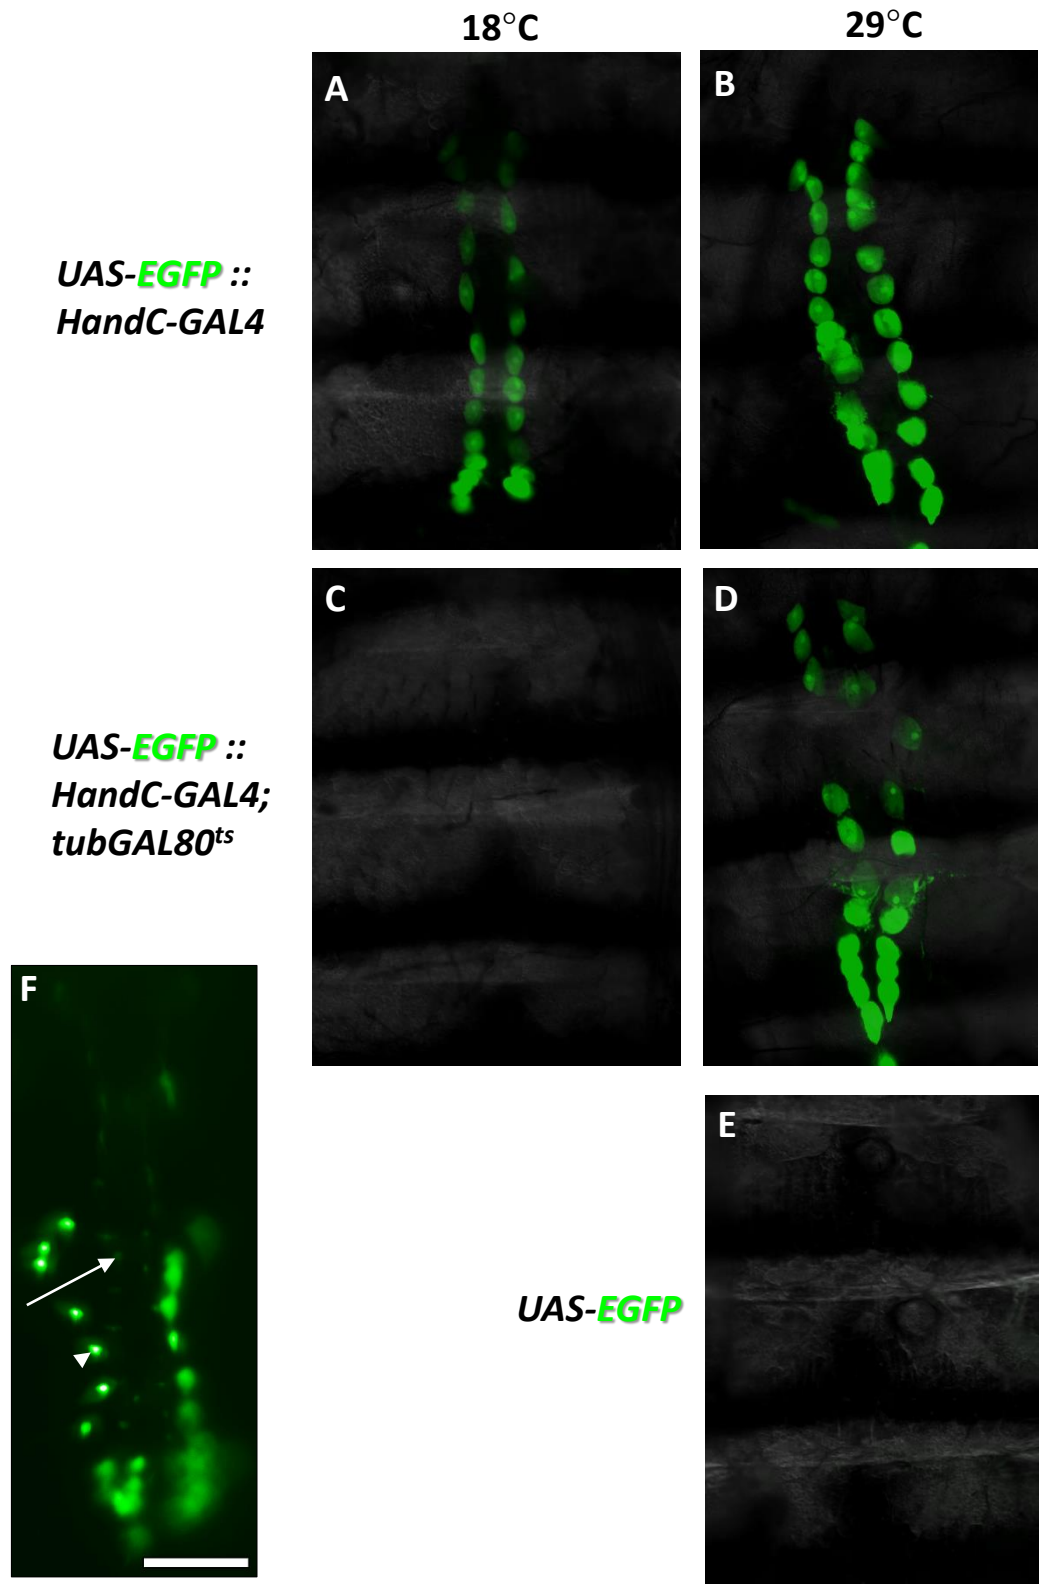 18°C
29°C
A
B
UAS-EGFP ::
HandC-GAL4
C
D
UAS-EGFP ::
HandC-GAL4;
tubGAL80ts
F
E
UAS-EGFP